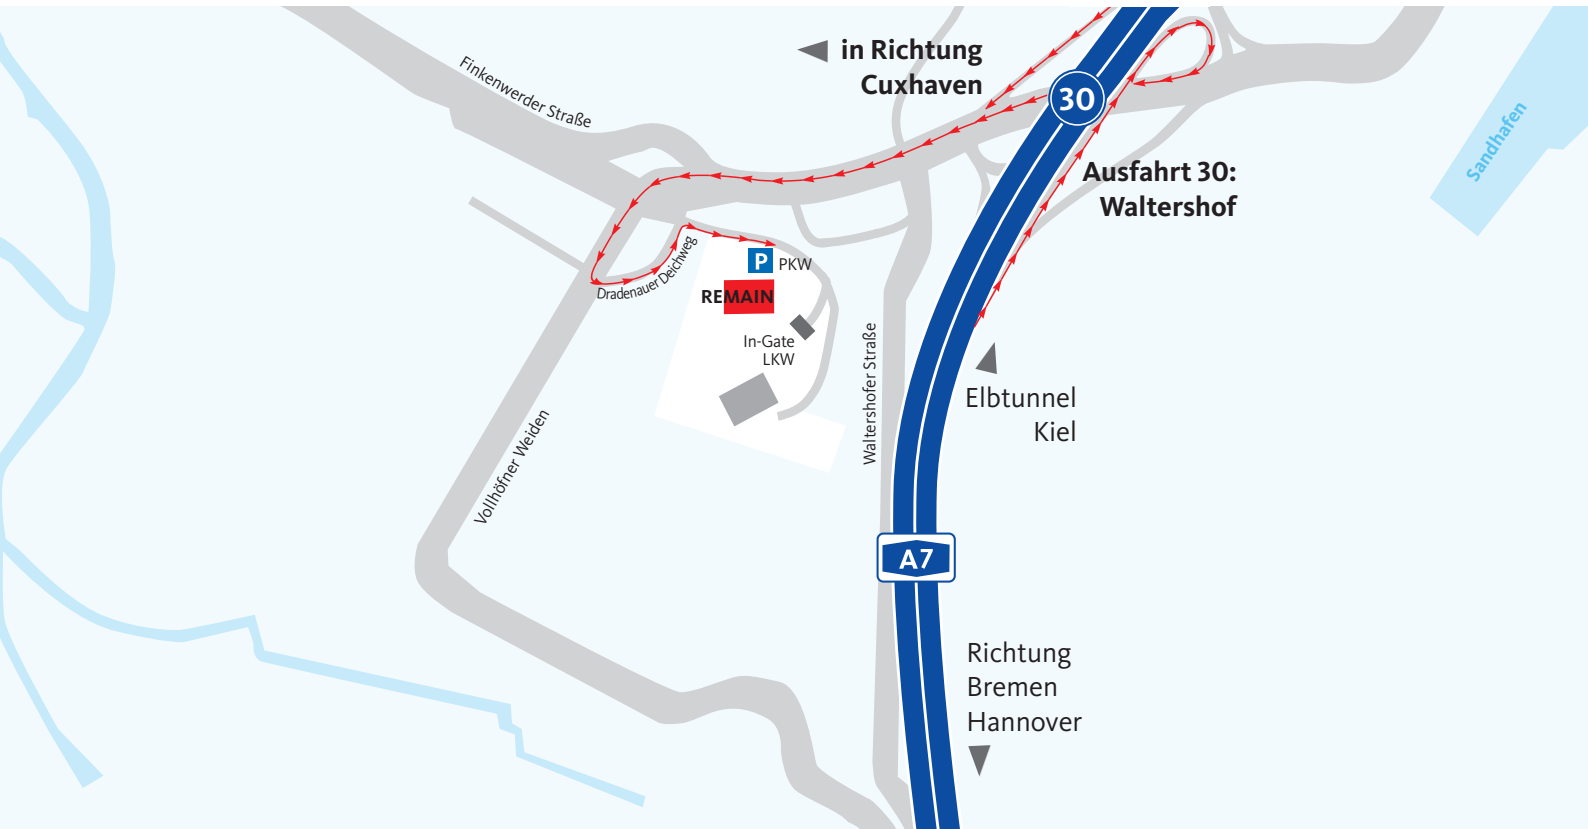 in Richtung
Cuxhaven
Finkenwerder Straße
30
Sandhafen
Ausfahrt 30:
Waltershof
P PKW
Dradenauer Deichweg
REMAIN
In-Gate
LKW
Waltershofer Straße
Elbtunnel
Kiel
Vollhöfner Weiden
A7
Richtung
Bremen
Hannover